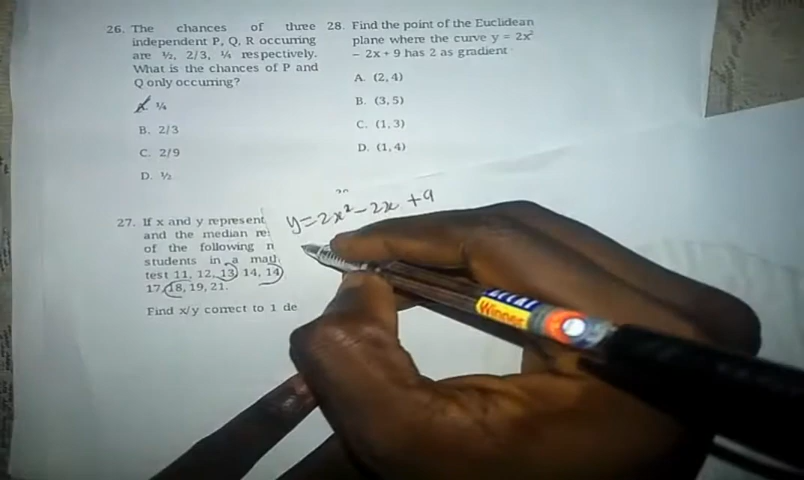 26. The chances of three
independent P, Q, R occurring
are ½, 2/3, ¼ respectively.
What is the chances of P and
Q only occurring?
A. ¼
B. 2/3
C. 2/9
D. ½
27. If x and y represent
and the median
of the following
students in a
test 11, 12, 13, 14, 14
17, 18, 19, 21.
Find x/y correct to 1 de
28. Find the point of the Euclidean
plane where the curve y = 2x²
– 2x + 9 has 2 as gradient
A. (2, 4)
B. (3, 5)
C. (1, 3)
D. (1, 4)
y = 2x² – 2x + 9
Winner